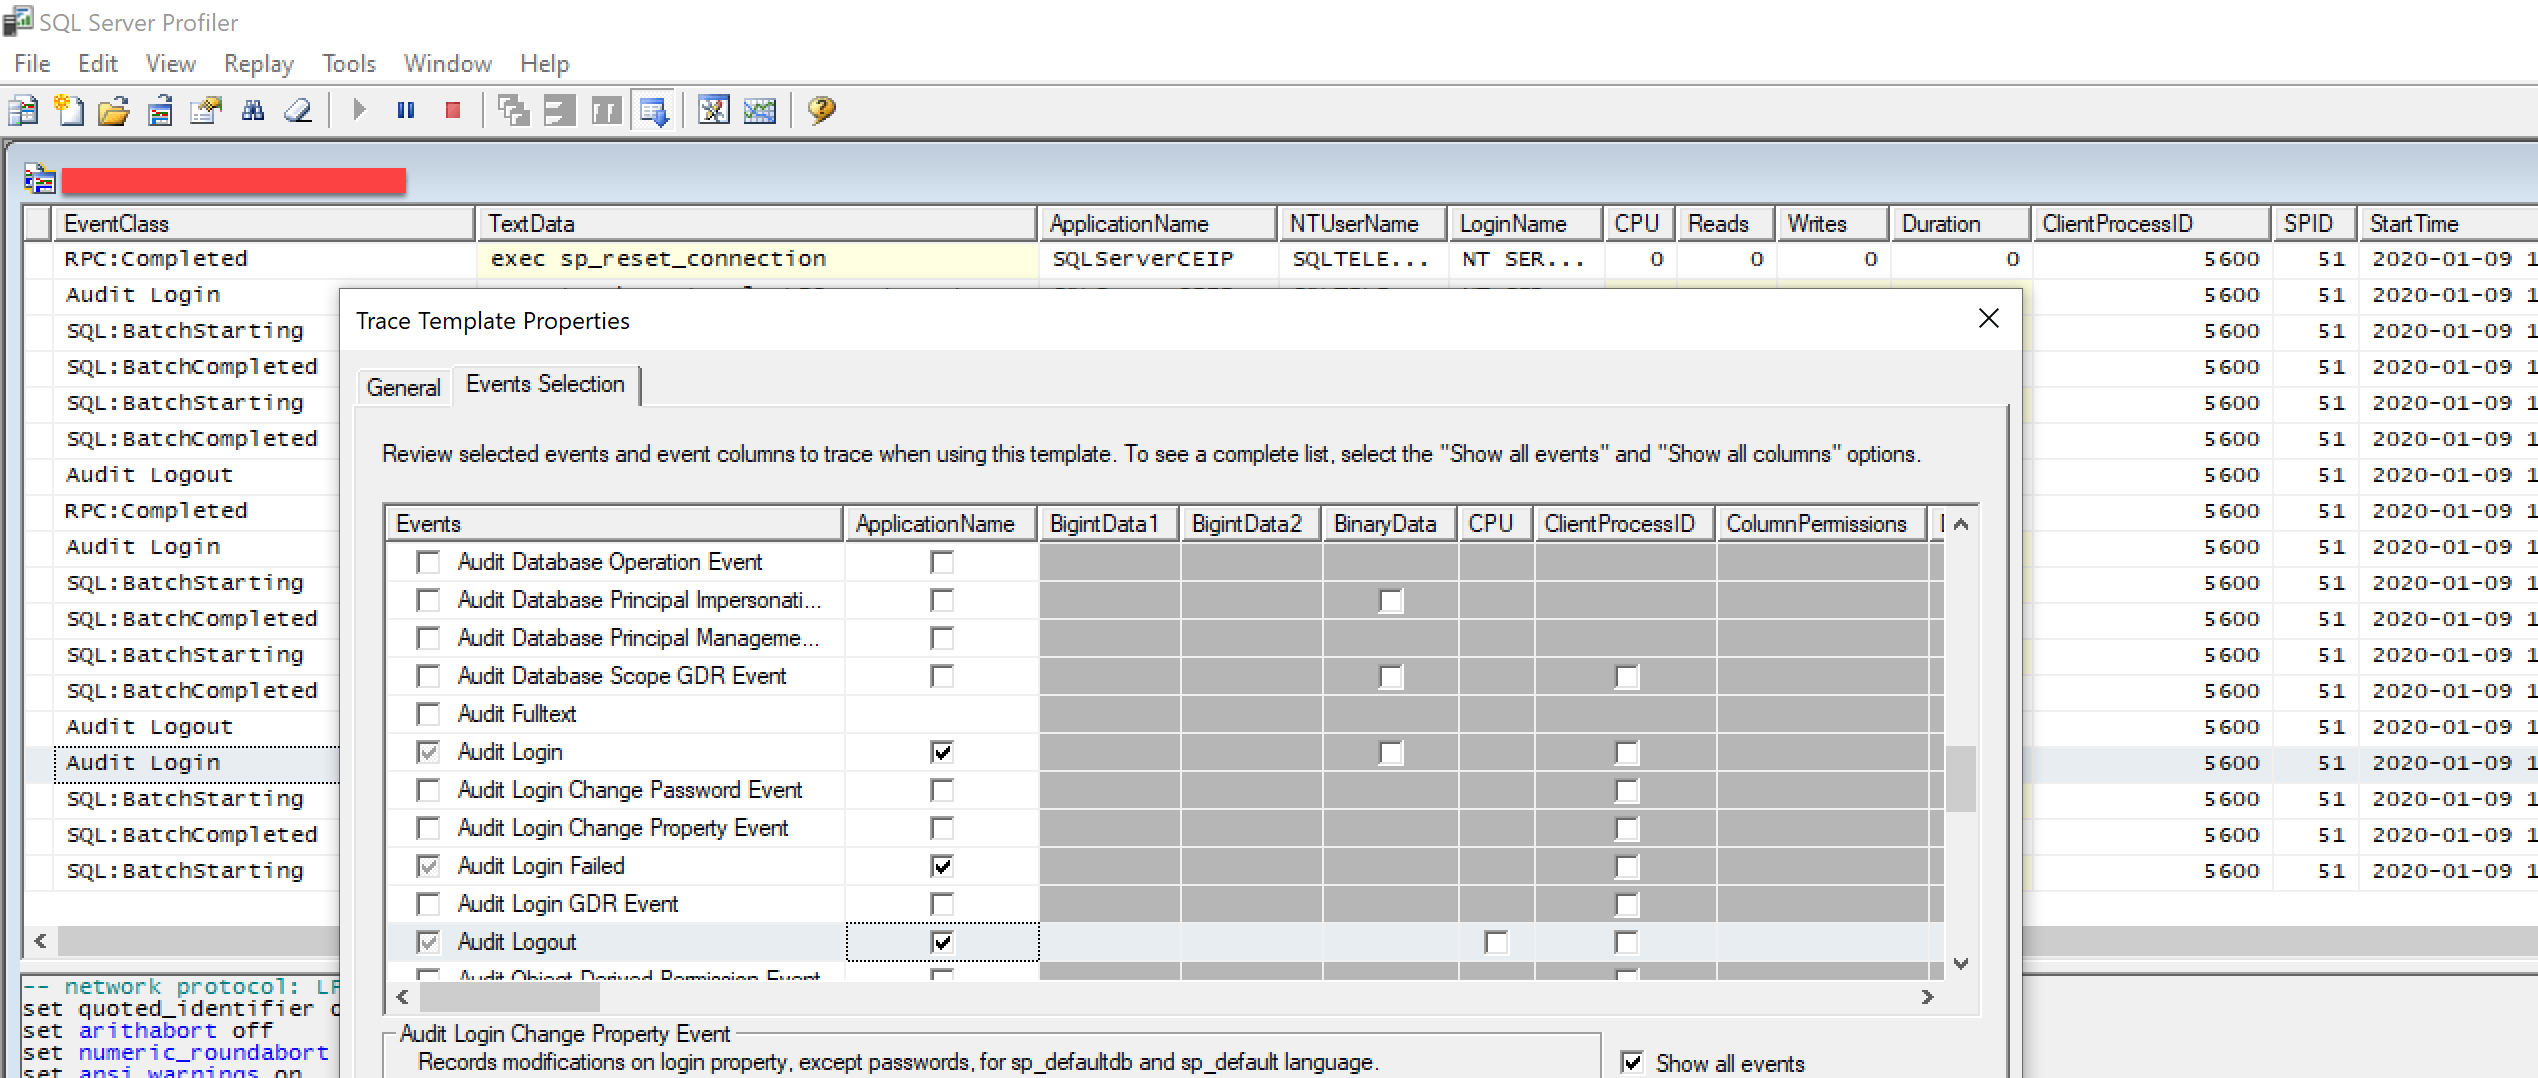 SQL Server Profiler
File Edit View Replay Tools Window Help
EventClass TextData ApplicationName NTUserName LoginName CPU Reads Writes Duration ClientProcessID SPID StartTime
RPC:Completed exec sp_reset_connection SQLServerCEIP SQLTELE... NT SER... 0 0 0 0 5600 51 2020-01-09 1
Audit Login 5600 51 2020-01-09 1
SQL:BatchStarting 5600 51 2020-01-09 1
SQL:BatchCompleted 5600 51 2020-01-09 1
SQL:BatchStarting 5600 51 2020-01-09 1
SQL:BatchCompleted 5600 51 2020-01-09 1
Audit Logout 5600 51 2020-01-09 1
RPC:Completed 5600 51 2020-01-09 1
Audit Login 5600 51 2020-01-09 1
SQL:BatchStarting 5600 51 2020-01-09 1
SQL:BatchCompleted 5600 51 2020-01-09 1
SQL:BatchStarting 5600 51 2020-01-09 1
SQL:BatchCompleted 5600 51 2020-01-09 1
Audit Logout 5600 51 2020-01-09 1
Audit Login 5600 51 2020-01-09 1
SQL:BatchStarting 5600 51 2020-01-09 1
SQL:BatchCompleted 5600 51 2020-01-09 1
SQL:BatchStarting 5600 51 2020-01-09 1
-- network protocol: LP
set quoted_identifier o
set arithabort off
set numeric_roundabort
set ansi_warnings on
Trace Template Properties
General Events Selection
Review selected events and event columns to trace when using this template. To see a complete list, select the "Show all events" and "Show all columns" options.
Events ApplicationName BigintData1 BigintData2 BinaryData CPU ClientProcessID ColumnPermissions
Audit Database Operation Event
Audit Database Principal Impersonati...
Audit Database Principal Manageme...
Audit Database Scope GDR Event
Audit Fulltext
Audit Login
Audit Login Change Password Event
Audit Login Change Property Event
Audit Login Failed
Audit Login GDR Event
Audit Logout
Audit Object Derived Permission Event
Audit Login Change Property Event
Records modifications on login property, except passwords, for sp_defaultdb and sp_default language.
Show all events